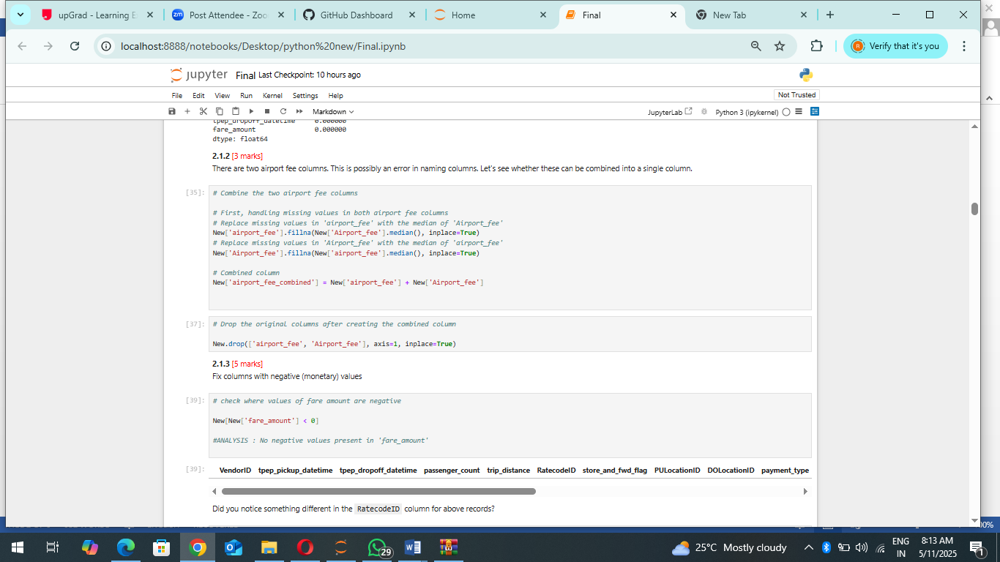 upGrad - Learning E
Post Attendee - Zoo
GitHub Dashboard
Home
Final
New Tab
localhost:8888/notebooks/Desktop/python%20new/Final.ipynb
Verify that it's you
jupyter Final Last Checkpoint: 10 hours ago
File Edit View Run Kernel Settings Help
Not Trusted
Markdown
JupyterLab
Python 3 (ipykernel)
tpep_dropoff_datetime 0.000000
fare_amount 0.000000
dtype: float64
2.1.2 [3 marks]
There are two airport fee columns. This is possibly an error in naming columns. Let's see whether these can be combined into a single column.
[35]:
# Combine the two airport fee columns
# First, handling missing values in both airport fee columns
# Replace missing values in 'airport_fee' with the median of 'Airport_fee'
New['airport_fee'].fillna(New['Airport_fee'].median(), inplace=True)
# Replace missing values in 'Airport_fee' with the median of 'airport_fee'
New['Airport_fee'].fillna(New['airport_fee'].median(), inplace=True)
# Combined column
New['airport_fee_combined'] = New['airport_fee'] + New['Airport_fee']
[37]:
# Drop the original columns after creating the combined column
New.drop(['airport_fee', 'Airport_fee'], axis=1, inplace=True)
2.1.3 [5 marks]
Fix columns with negative (monetary) values
[39]:
# check where values of fare amount are negative
New[New['fare_amount'] < 0]
#ANALYSIS : No negative values present in 'fare_amount'
[39]:
VendorID tpep_pickup_datetime tpep_dropoff_datetime passenger_count trip_distance RatecodeID store_and_fwd_flag PULocationID DOLocationID payment_type
Did you notice something different in the RatecodeID column for above records?
00%
29
25°C Mostly cloudy
ENG
IN
8:13 AM
5/11/2025
1